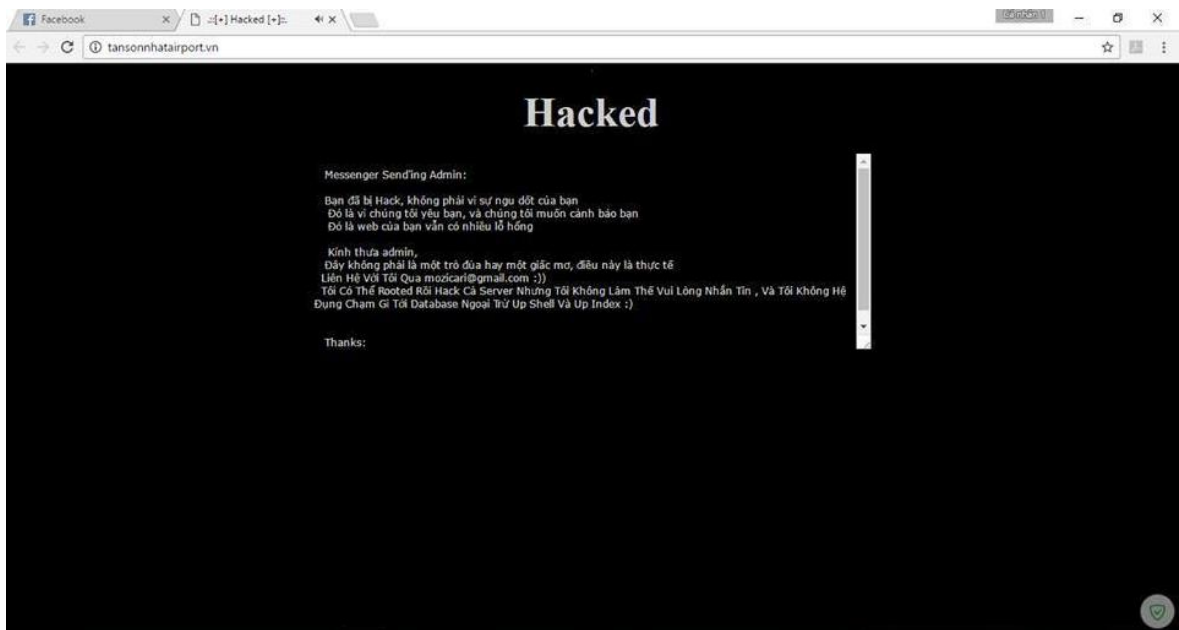 Facebook
.::[+] Hacked [+]::.
Cá nhân 1
tansonnhatairport.vn
Hacked
Messenger Sending Admin:
Bạn đã bị Hack, không phải vì sự ngu dốt của bạn
Đó là vì chúng tôi yêu bạn, và chúng tôi muốn cảnh báo bạn
Đó là web của bạn vẫn có nhiều lỗ hổng
Kính thưa admin,
Đây không phải là một trò đùa hay một giấc mơ, điều này là thực tế
Liên Hệ Với Tôi Qua mozicari@gmail.com :))
Tôi Có Thể Rooted Rồi Hack Cả Server Nhưng Tôi Không Làm Thế Vui Lòng Nhắn Tin , Và Tôi Không Hề
Đụng Chạm Gì Tới Database Ngoại Trừ Up Shell Và Up Index :)
Thanks: